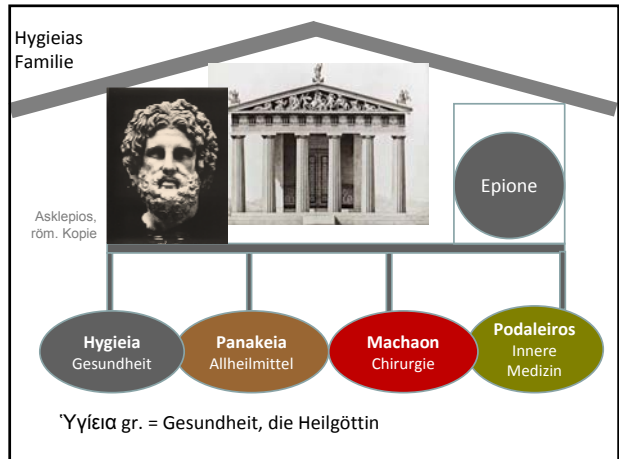 Hygieias
Familie
Asklepios,
röm. Kopie
Epione
Hygieia
Gesundheit
Panakeia
Allheilmittel
Machaon
Chirurgie
Podaleiros
Innere
Medizin
Ὑγίεια gr. = Gesundheit, die Heilgöttin